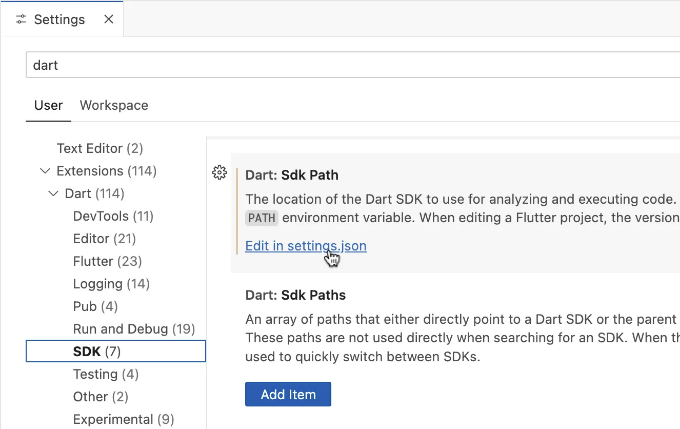 Settings
dart
User Workspace
Text Editor (2)
Extensions (114)
Dart (114)
DevTools (11)
Editor (21)
Flutter (23)
Logging (14)
Pub (4)
Run and Debug (19)
SDK (7)
Testing (4)
Other (2)
Experimental (9)
Dart: Sdk Path
The location of the Dart SDK to use for analyzing and executing code.
PATH environment variable. When editing a Flutter project, the version
Edit in settings.json
Dart: Sdk Paths
An array of paths that either directly point to a Dart SDK or the parent
These paths are not used directly when searching for an SDK. When th
used to quickly switch between SDKs.
Add Item